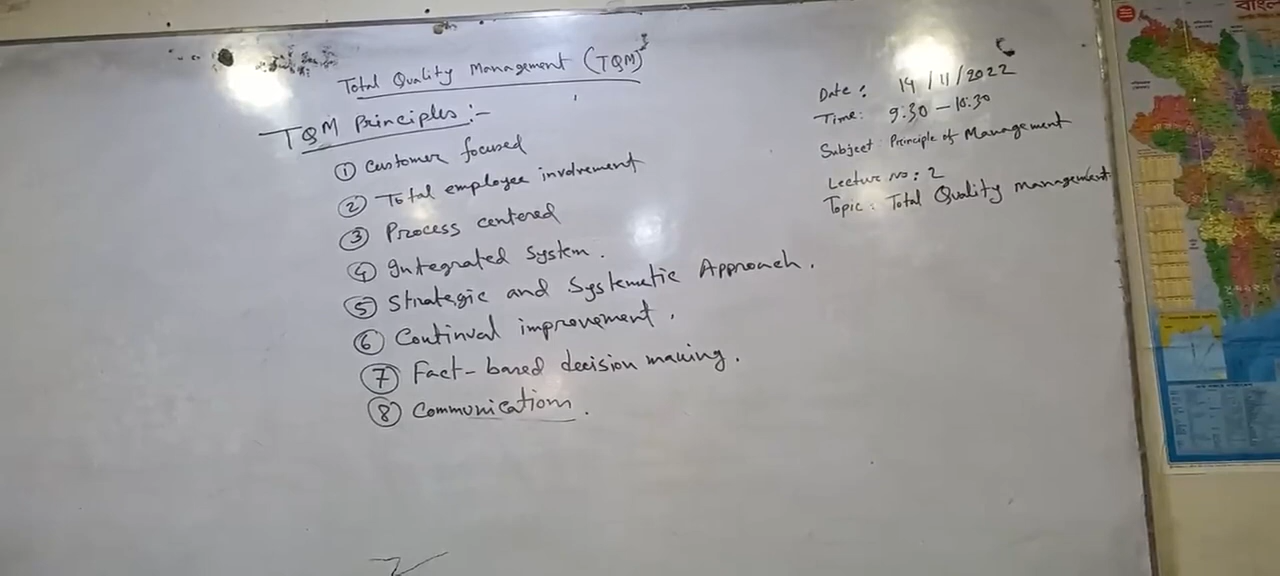 Total Quality Management (TQM)
TQM Principles :-
① Customer focused
② Total employee involvement
③ Process centered
④ Integrated System.
⑤ Strategic and Systematic Approach.
⑥ Continual improvement.
⑦ Fact-based decision making.
⑧ Communications.
Date: 14/11/2022
Time: 9:30 - 10:30
Subject: Principle of Management
Lecture no: 2
Topic: Total Quality management